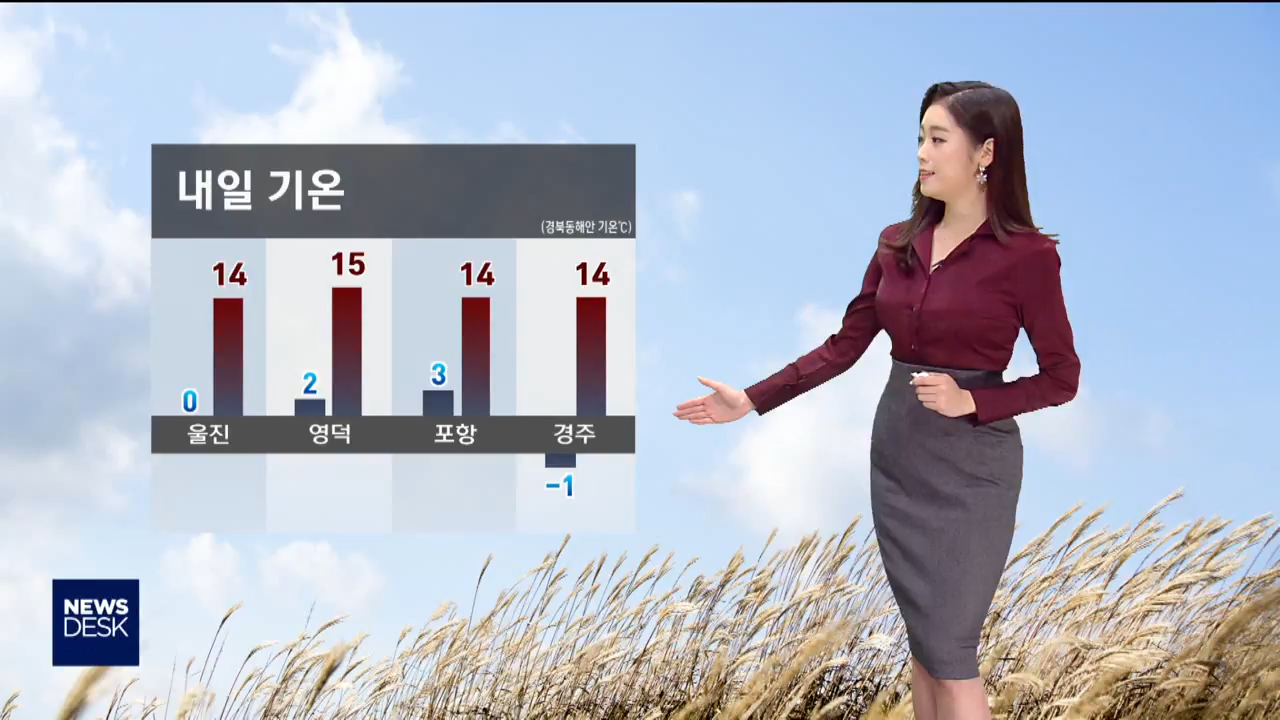 내일 기온
(경북동해안 기온℃)
14 15 14 14
0 2 3
울진 영덕 포항 경주
-1
NEWS
DESK